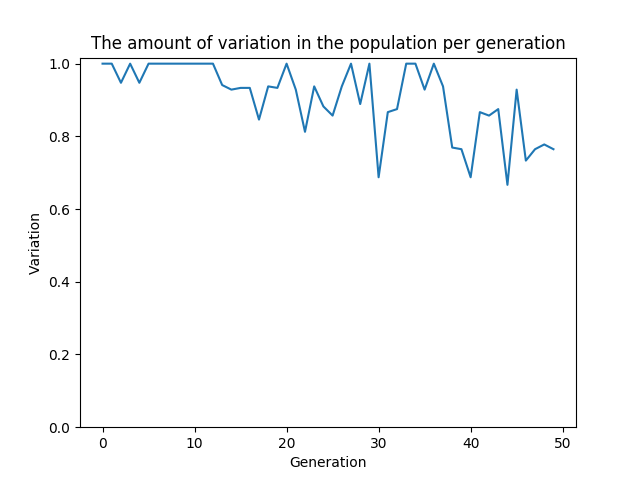 The amount of variation in the population per generation
1.0
0.8
0.6
0.4
0.2
0.0
Variation
0 10 20 30 40 50
Generation